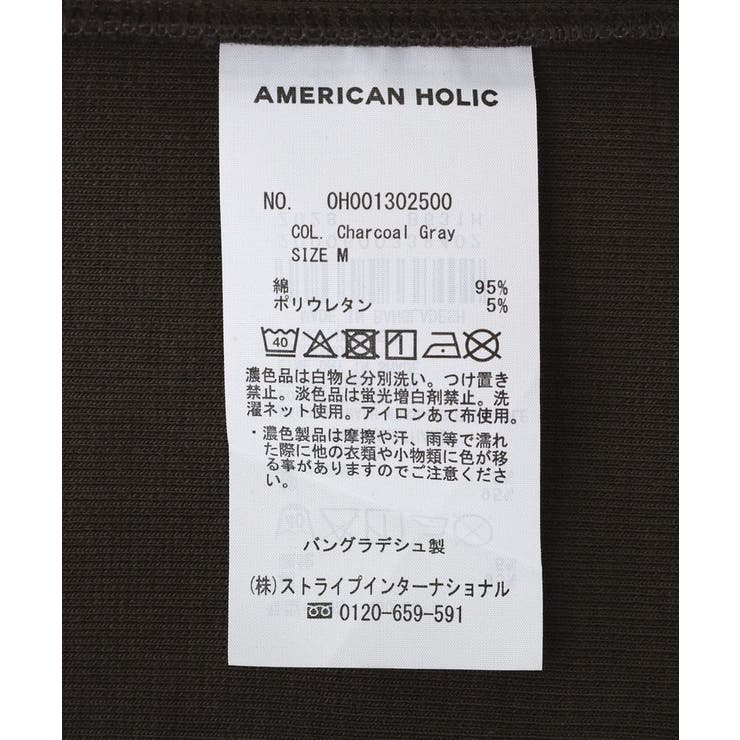 AMERICAN HOLIC
NO. OH001302500
COL. Charcoal Gray
SIZE M
綿 95%
ポリウレタン 5%
40
濃色品は白物と分別洗い。つけ置き
禁止。淡色品は蛍光増白剤禁止。洗
濯ネット使用。アイロンあて布使用。
・濃色製品は摩擦や汗、雨等で濡れ
た際に他の衣類や小物類に色が移
る事がありますのでご注意くださ
い。
バングラデシュ製
(株)ストライプインターナショナル
0120-659-591